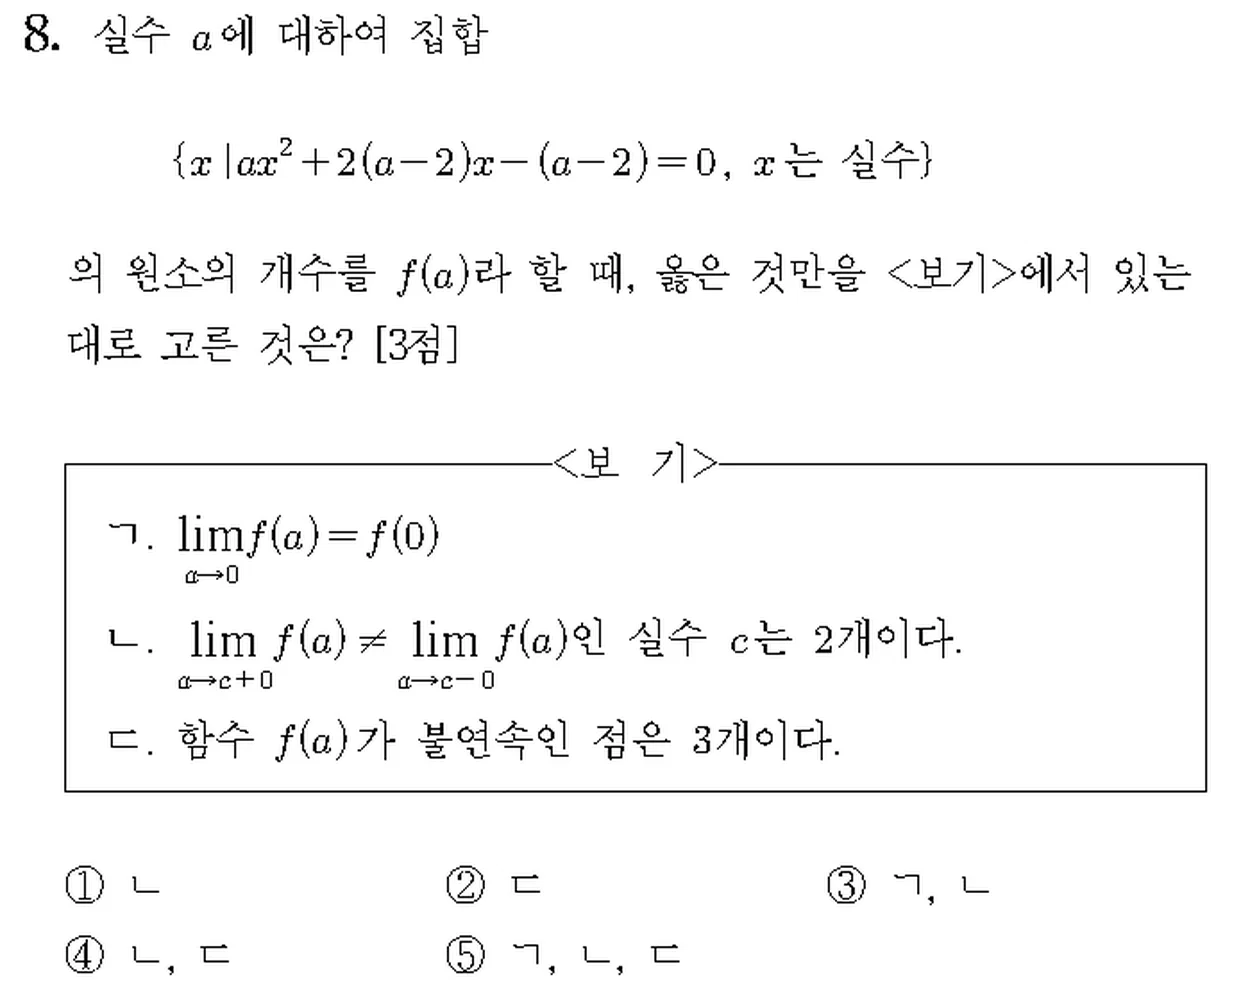 8. 실수 a에 대하여 집합
{x|ax²+2(a-2)x-(a-2)=0, x는 실수}
의 원소의 개수를 f(a)라 할 때, 옳은 것만을 <보기>에서 있는
대로 고른 것은? [3점]
<보 기>
ㄱ. lim f(a)=f(0)
a→0
ㄴ. lim f(a)≠ lim f(a)인 실수 c는 2개이다.
a→c+0 a→c-0
ㄷ. 함수 f(a)가 불연속인 점은 3개이다.
① ㄴ ② ㄷ ③ ㄱ, ㄴ
④ ㄴ, ㄷ ⑤ ㄱ, ㄴ, ㄷ